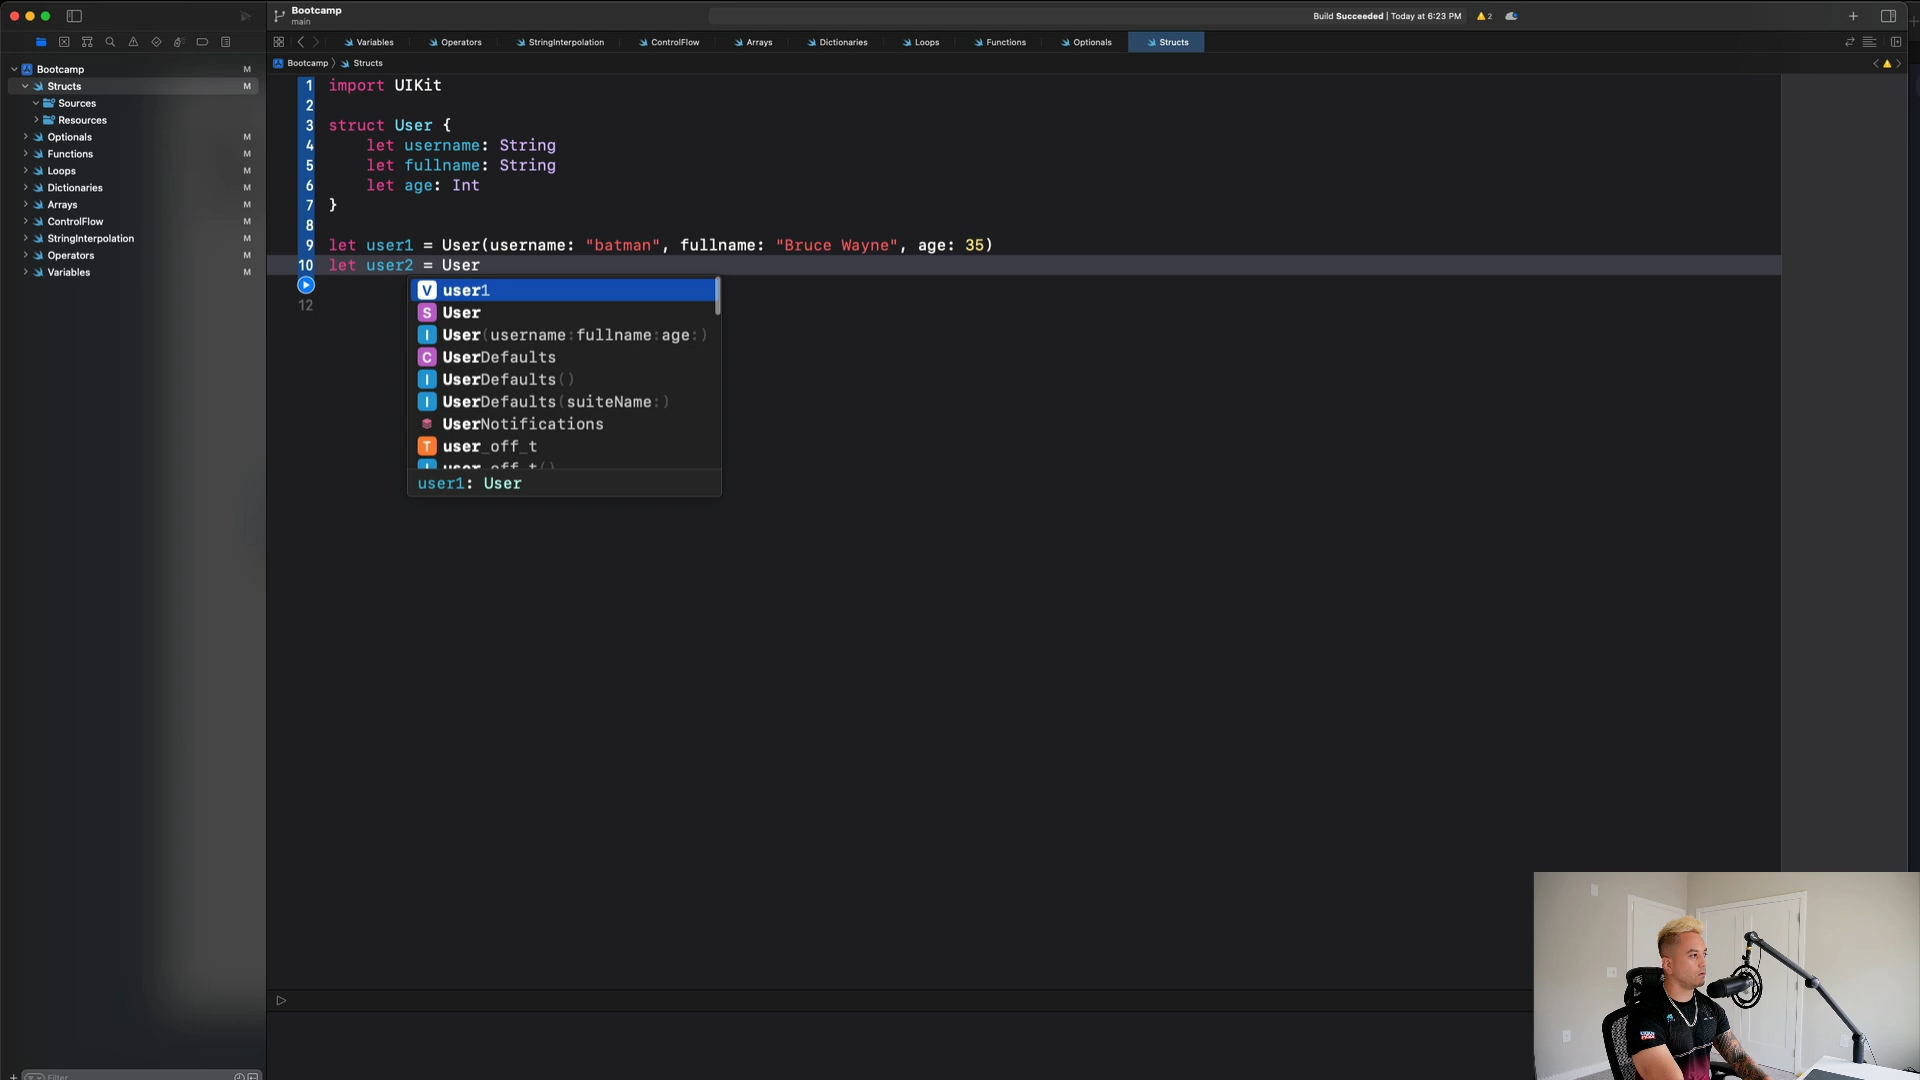 Bootcamp
main
Build Succeeded | Today at 6:23 PM
2
Variables
Operators
StringInterpolation
ControlFlow
Arrays
Dictionaries
Loops
Functions
Optionals
Structs
Bootcamp
Structs
Bootcamp M
Structs M
Sources
Resources
Optionals M
Functions M
Loops M
Dictionaries M
Arrays M
ControlFlow M
StringInterpolation M
Operators M
Variables M
1 import UIKit
2
3 struct User {
4 let username: String
5 let fullname: String
6 let age: Int
7 }
8
9 let user1 = User(username: "batman", fullname: "Bruce Wayne", age: 35)
10 let user2 = User
12
V user1
S User
I User(username:fullname:age:)
C UserDefaults
I UserDefaults()
I UserDefaults(suiteName:)
UserNotifications
T user_off_t
I user_off_t()
user1: User
Filter